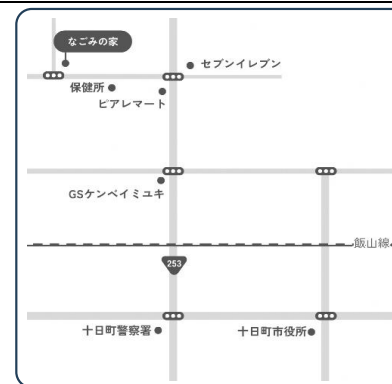 なごみの家
セブンイレブン
保健所
ピアレマート
GSケンベイミユキ
飯山線
253
十日町警察署
十日町市役所